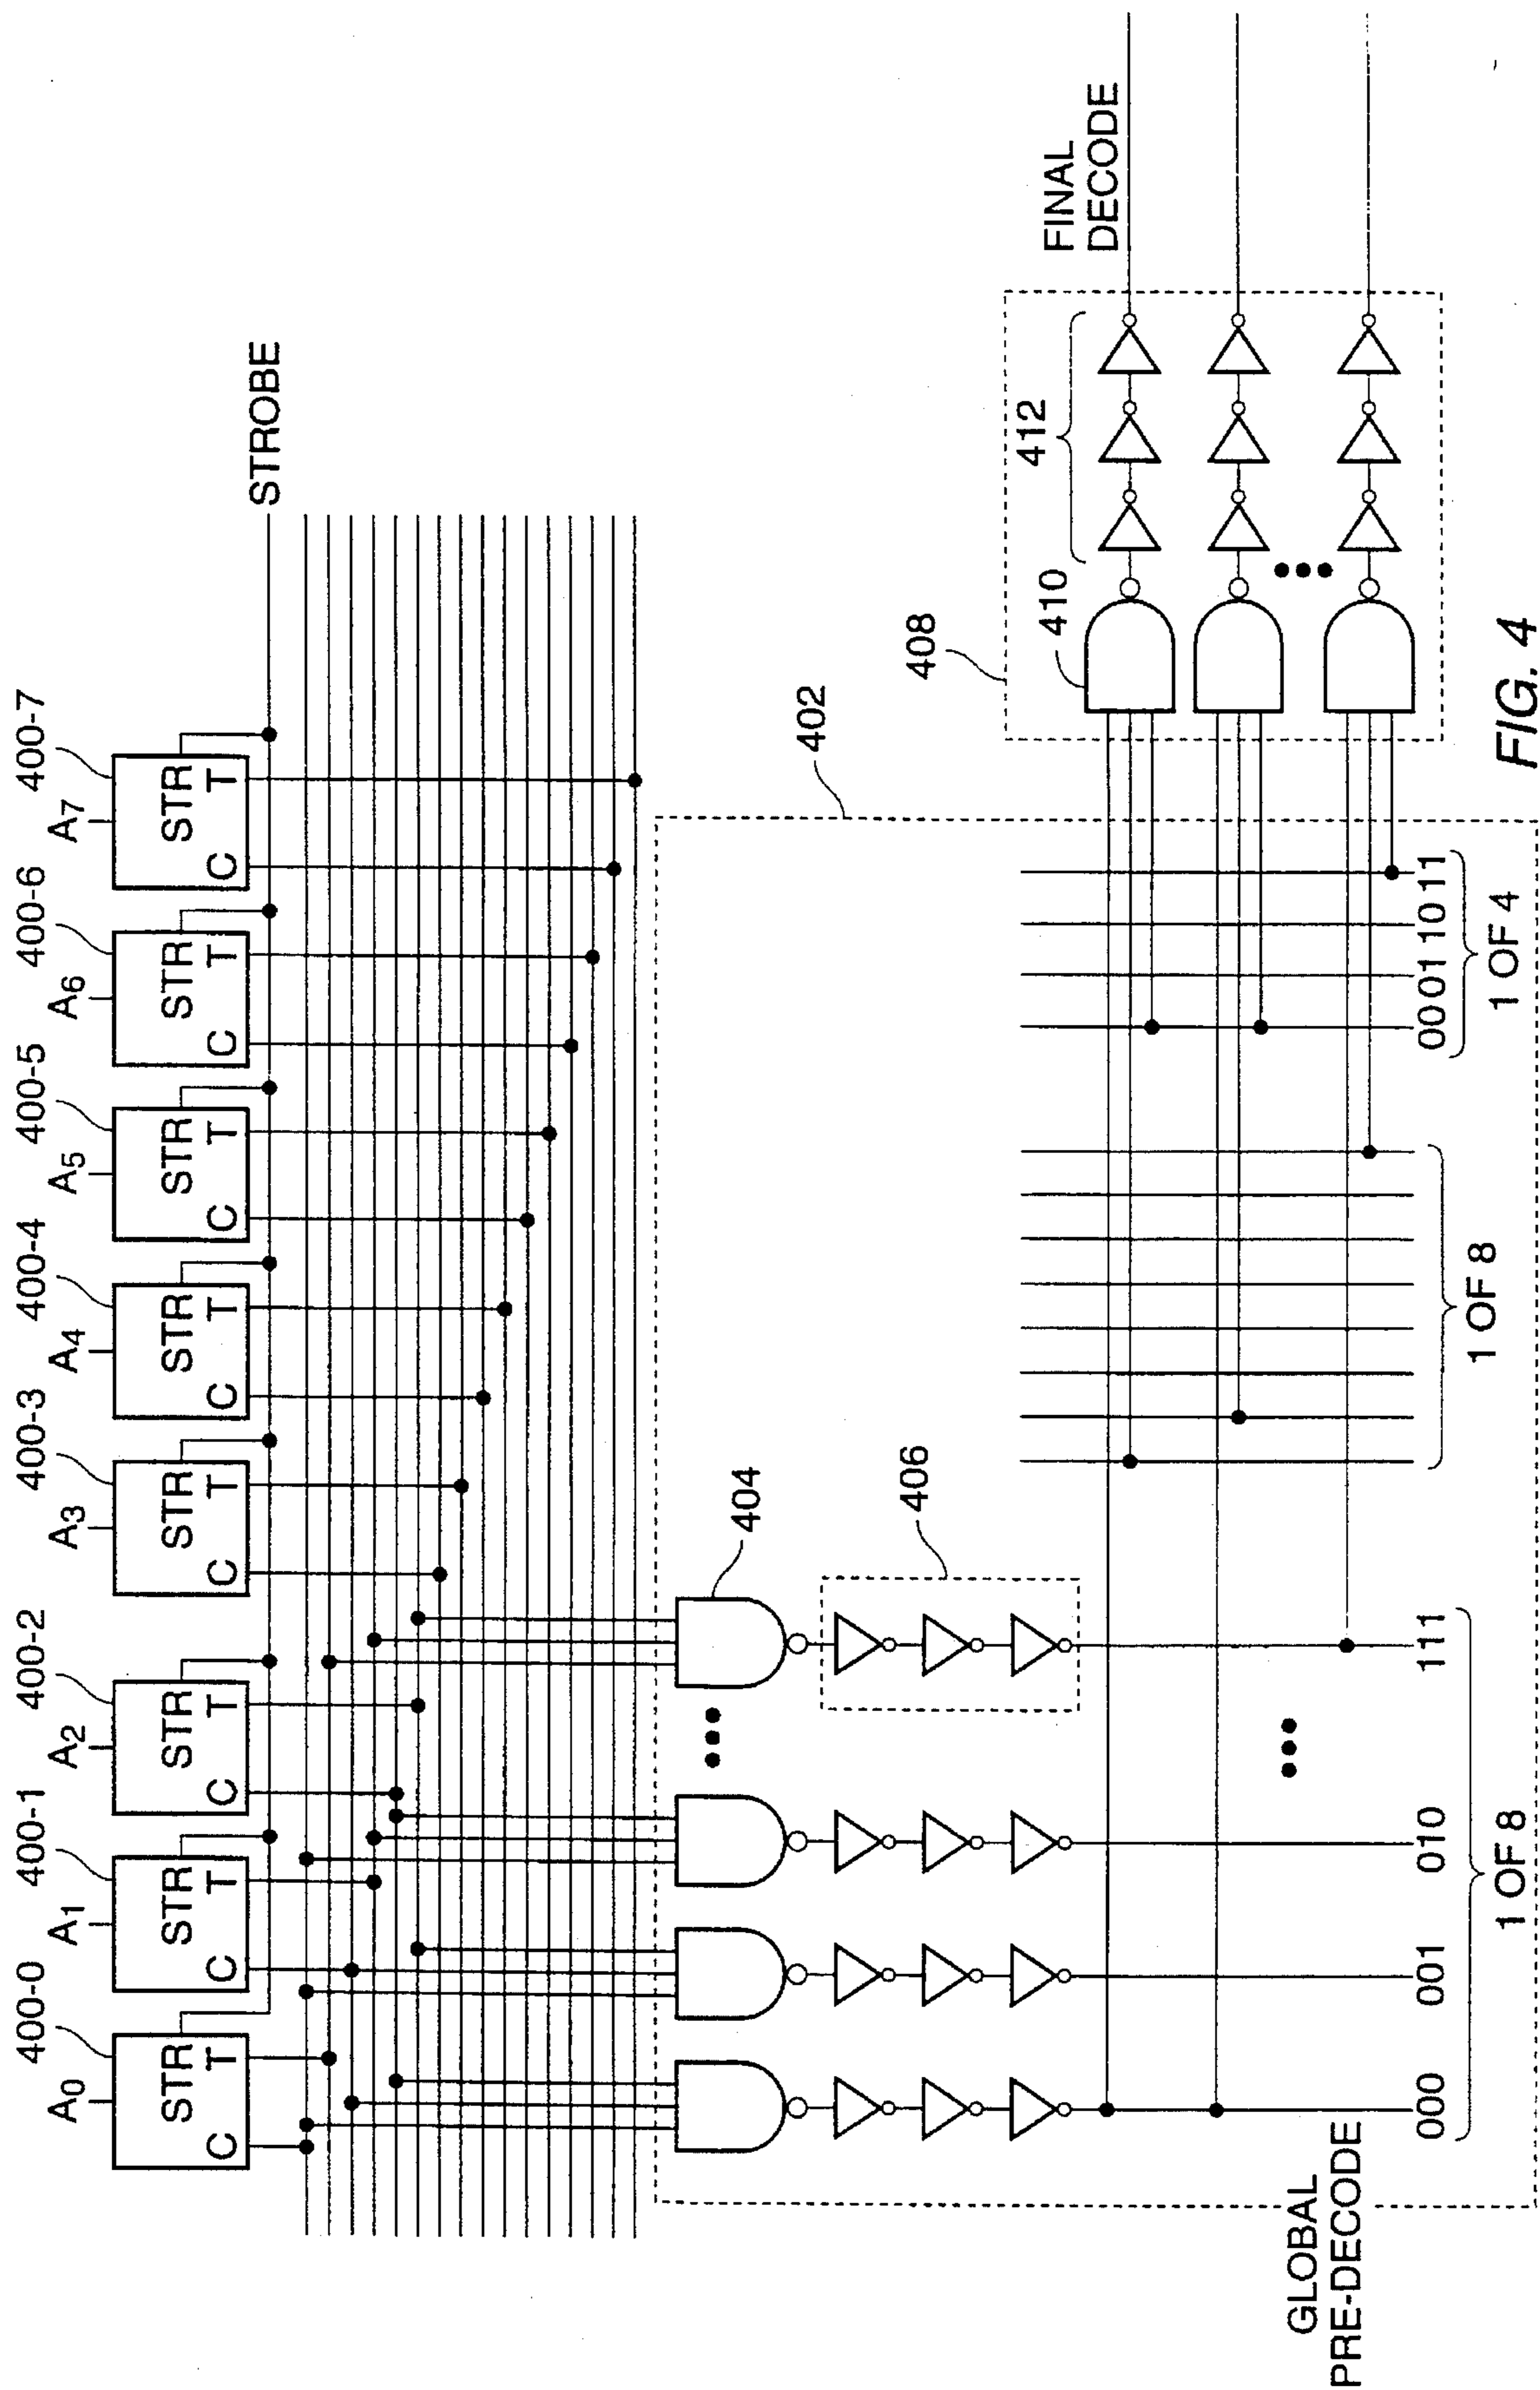 400-0 400-1 400-2 400-3 400-4 400-5 400-6 400-7
A0 A1 A2 A3 A4 A5 A6 A7
STR STR STR STR STR STR STR STR
C T C T C T C T C T C T C T C T
STROBE
402
404
406
408
410
412
FINAL
DECODE
GLOBAL
PRE-DECODE
000 001 010 111
1 OF 8
1 OF 8
00 01 10 11
1 OF 4
FIG. 4